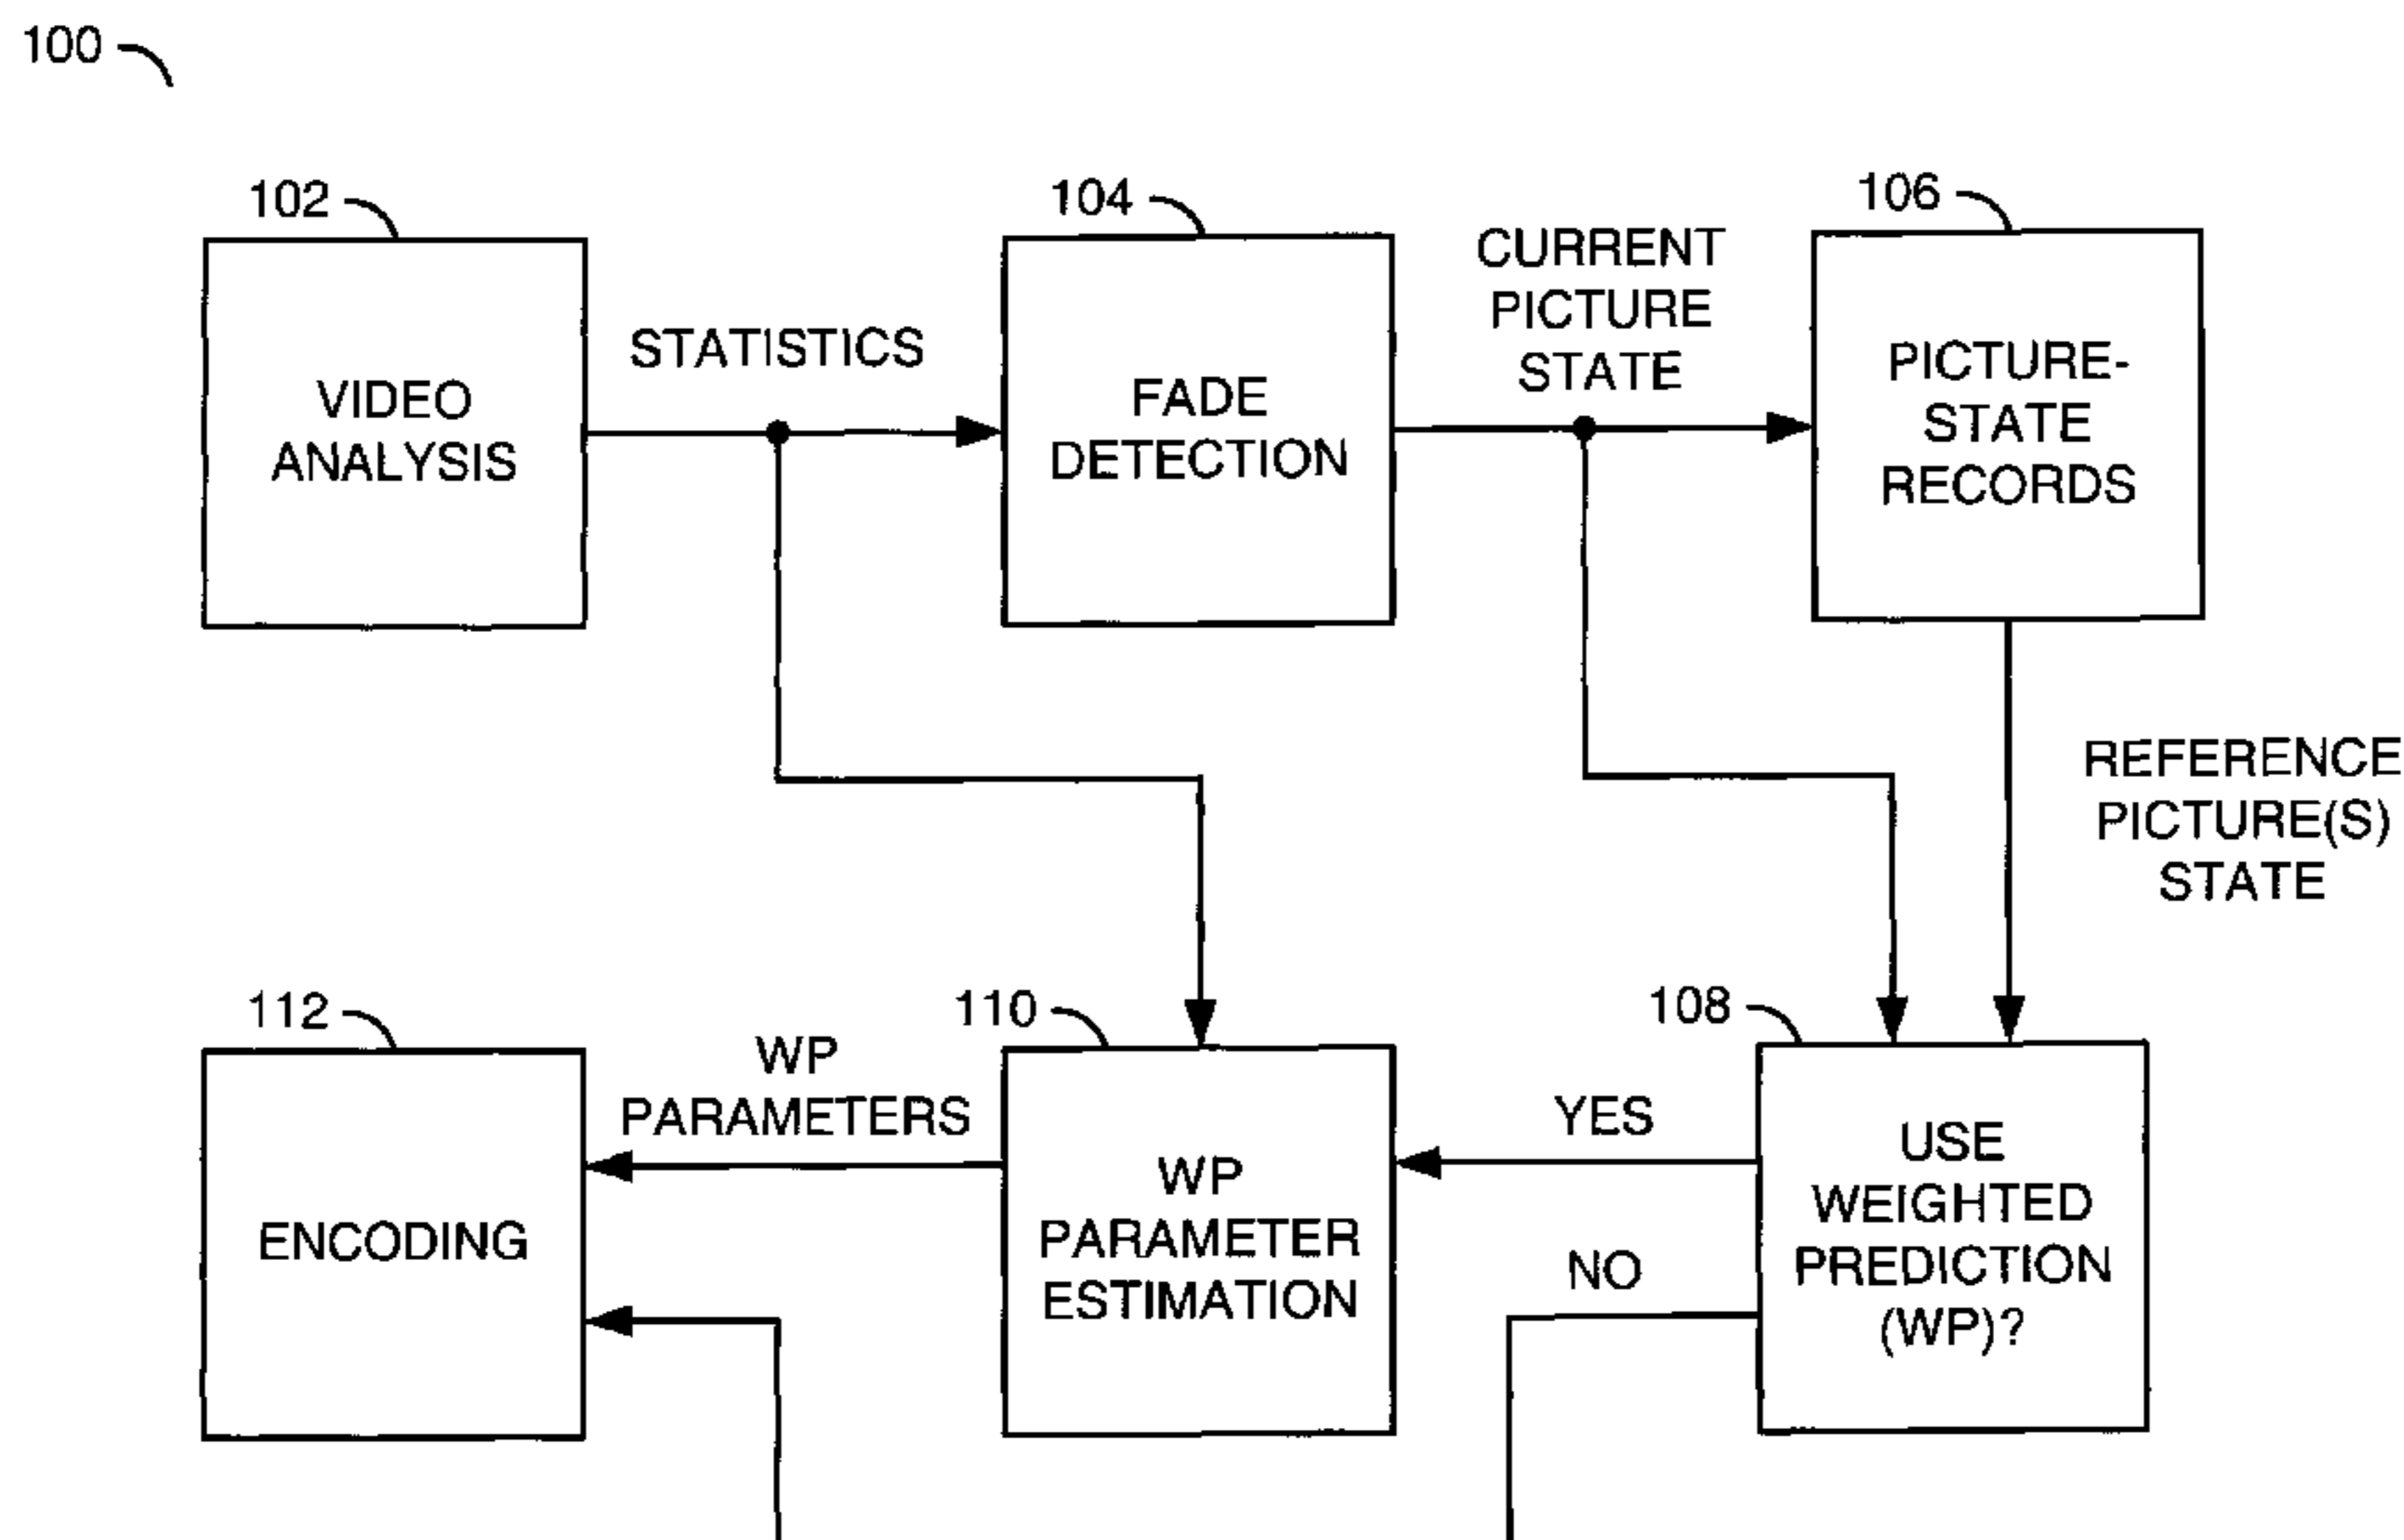 100
102
104
106
VIDEO
ANALYSIS
STATISTICS
FADE
DETECTION
CURRENT
PICTURE
STATE
PICTURE-
STATE
RECORDS
REFERENCE
PICTURE(S)
STATE
112
110
108
ENCODING
WP
PARAMETERS
WP
PARAMETER
ESTIMATION
YES
NO
USE
WEIGHTED
PREDICTION
(WP)?